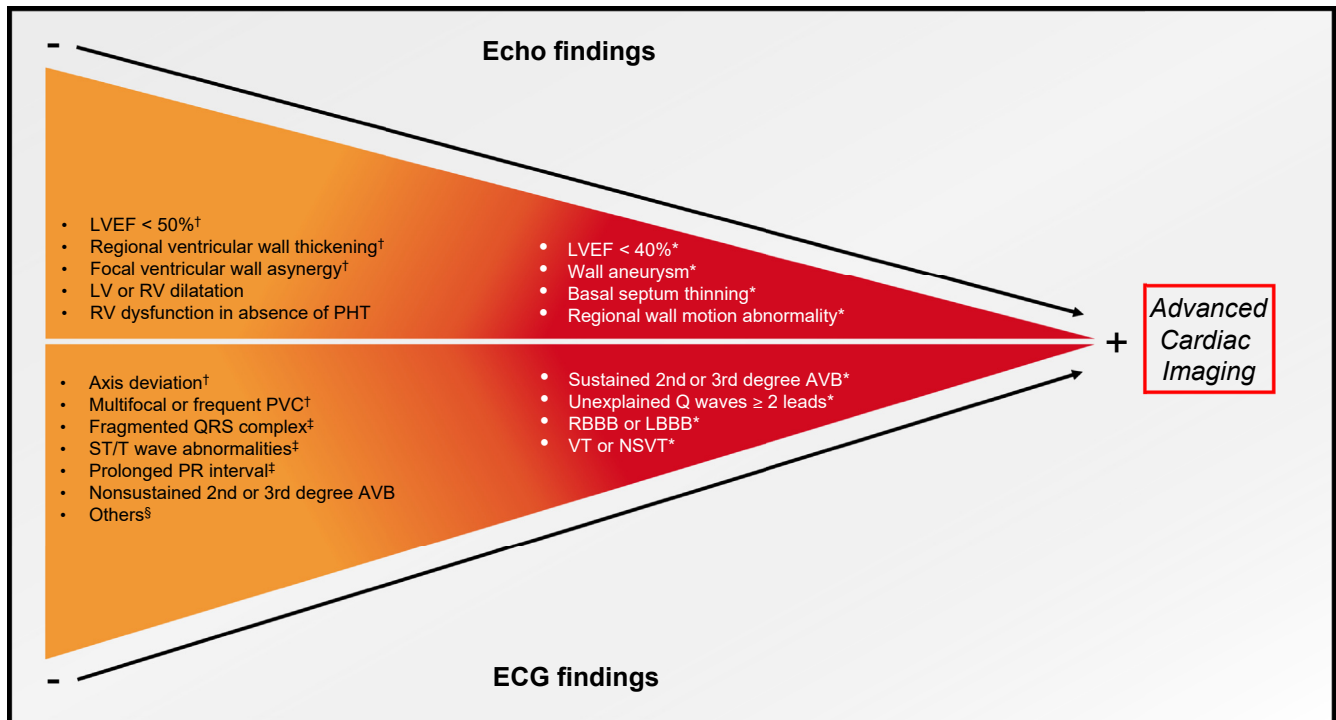 -
Echo findings
• LVEF < 50%†
• Regional ventricular wall thickening†
• Focal ventricular wall asynergy†
• LV or RV dilatation
• RV dysfunction in absence of PHT
• LVEF < 40%*
• Wall aneurysm*
• Basal septum thinning*
• Regional wall motion abnormality*
+
Advanced
Cardiac
Imaging
• Axis deviation†
• Multifocal or frequent PVC†
• Fragmented QRS complex‡
• ST/T wave abnormalities‡
• Prolonged PR interval‡
• Nonsustained 2nd or 3rd degree AVB
• Others§
• Sustained 2nd or 3rd degree AVB*
• Unexplained Q waves ≥ 2 leads*
• RBBB or LBBB*
• VT or NSVT*
-
ECG findings